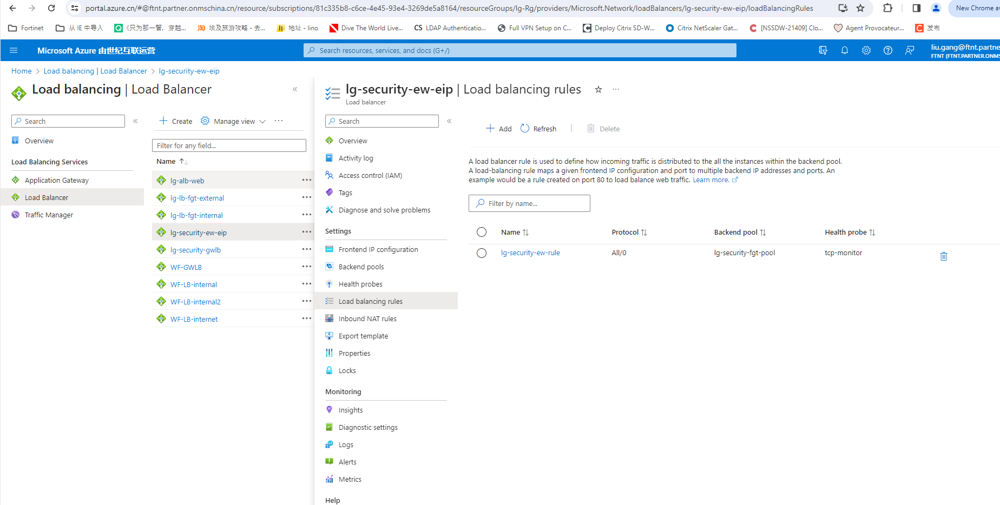 portal.azure.cn/#@ftnt.partner.onmschina.cn/resource/subscriptions/81c335b8-c6ce-4e45-93e4-3269de5a8164/resourceGroups/lg-Rg/providers/Microsoft.Network/loadBalancers/lg-security-ew-eip/loadBalancingRules
New Chrome av
Fortinet
从 IE 中导入
《只为那一瞥，穿越...
埃及旅游攻略 - 去...
地址 - lino
Dive The World Live...
CS LDAP Authenticatio...
Full VPN Setup on C...
Deploy Citrix SD-W...
Citrix NetScaler Gat...
[NSSDW-21409] Clo...
Agent Provocateur...
发布
Microsoft Azure 由世纪互联运营
Search resources, services, and docs (G+/)
liu.gang@ftnt.partne
FTNT (FTNT.PARTNER.ONMS
Home > Load balancing | Load Balancer > lg-security-ew-eip
Load balancing | Load Balancer
Search
Overview
Load Balancing Services
Application Gateway
Load Balancer
Traffic Manager
Create
Manage view
Filter for any field...
Name
lg-alb-web
lg-lb-fgt-external
lg-lb-fgt-internal
lg-security-ew-eip
lg-security-gwlb
WF-GWLB
WF-LB-internal
WF-LB-internal2
WF-LB-internet
lg-security-ew-eip | Load balancing rules
Load balancer
Search
Overview
Activity log
Access control (IAM)
Tags
Diagnose and solve problems
Settings
Frontend IP configuration
Backend pools
Health probes
Load balancing rules
Inbound NAT rules
Export template
Properties
Locks
Monitoring
Insights
Diagnostic settings
Logs
Alerts
Metrics
Help
Add
Refresh
Delete
A load balancer rule is used to define how incoming traffic is distributed to the all the instances within the backend pool.
A load-balancing rule maps a given frontend IP configuration and port to multiple backend IP addresses and ports. An
example would be a rule created on port 80 to load balance web traffic. Learn more.
Filter by name...
Name Protocol Backend pool Health probe
lg-security-ew-rule All/0 lg-security-fgt-pool tcp-monitor